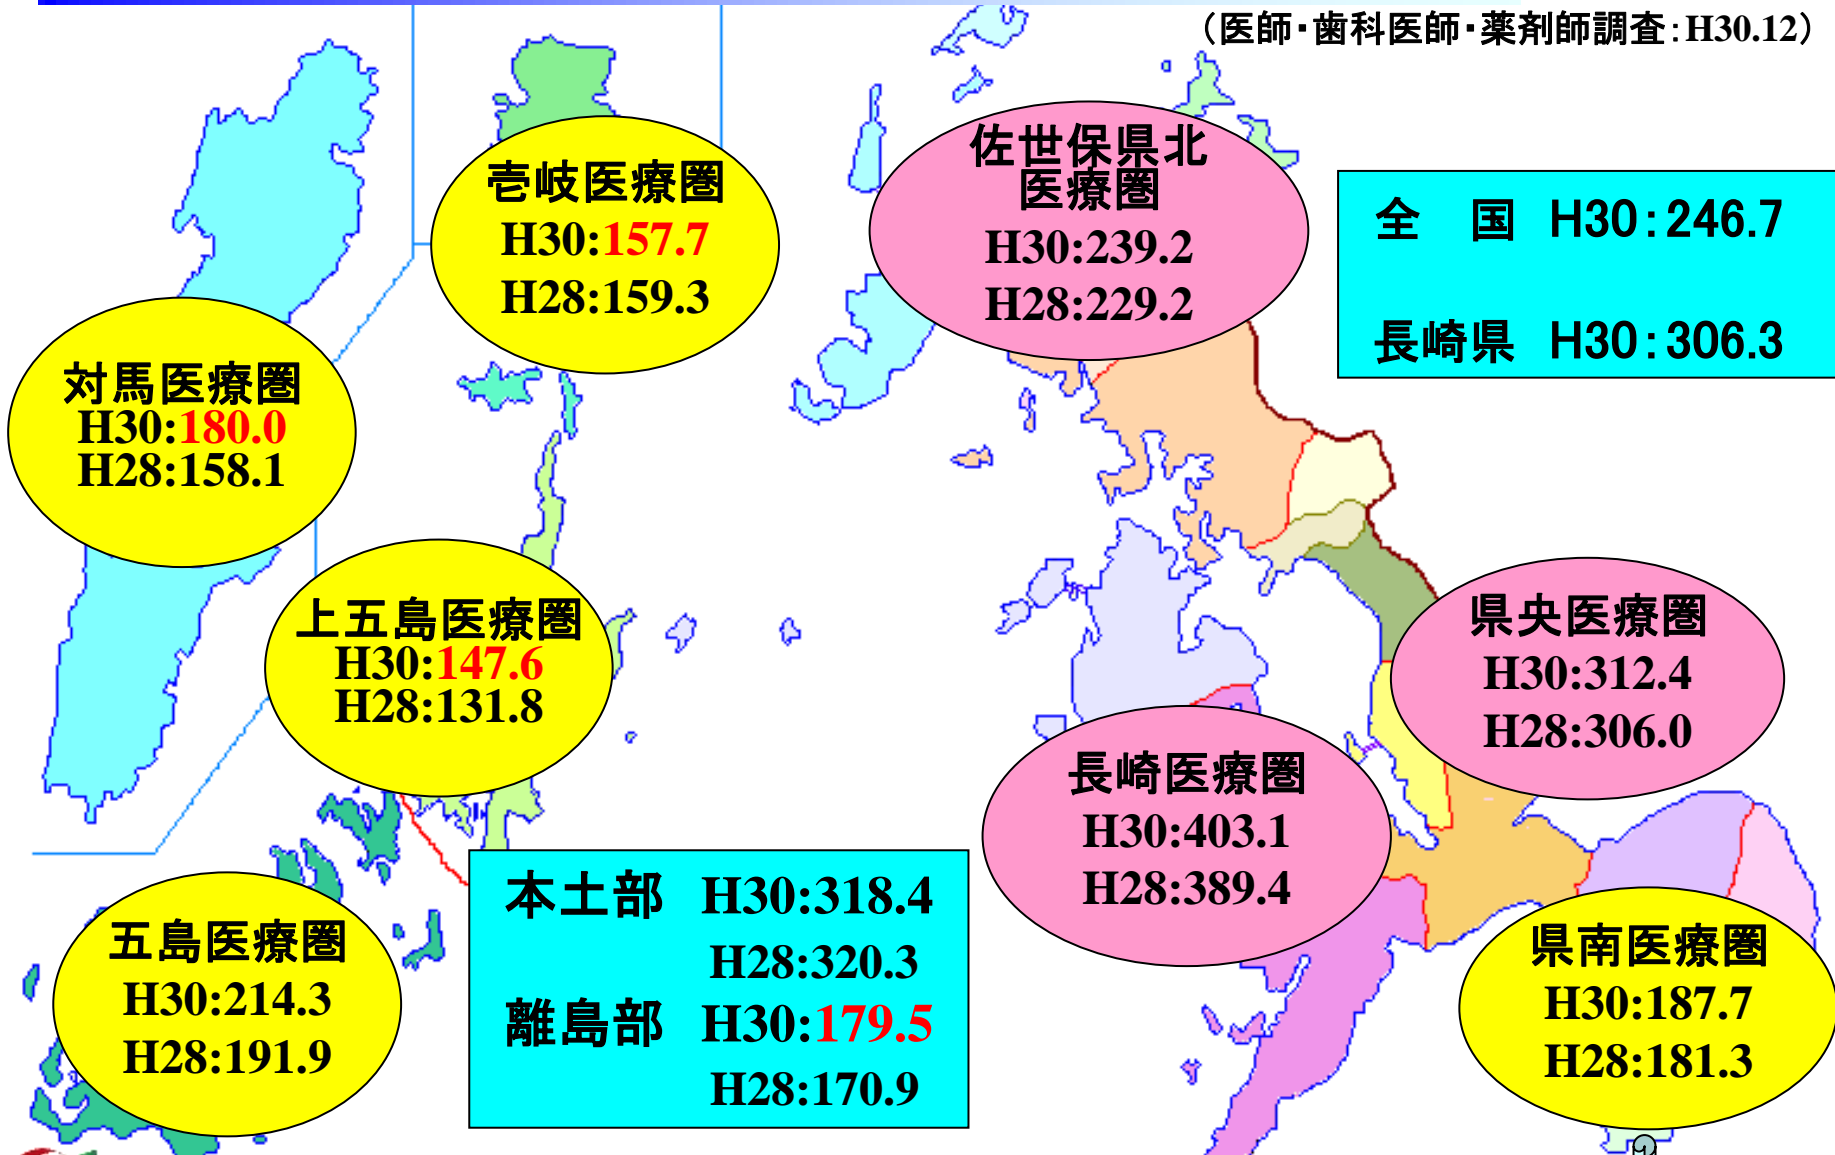 （医師・歯科医師・薬剤師調査：H30.12）
壱岐医療圏
H30:157.7
H28:159.3
佐世保県北
医療圏
H30:239.2
H28:229.2
全　国　H30：246.7
長崎県　H30：306.3
対馬医療圏
H30:180.0
H28:158.1
上五島医療圏
H30:147.6
H28:131.8
県央医療圏
H30:312.4
H28:306.0
長崎医療圏
H30:403.1
H28:389.4
五島医療圏
H30:214.3
H28:191.9
本土部　H30:318.4
H28:320.3
離島部　H30:179.5
H28:170.9
県南医療圏
H30:187.7
H28:181.3